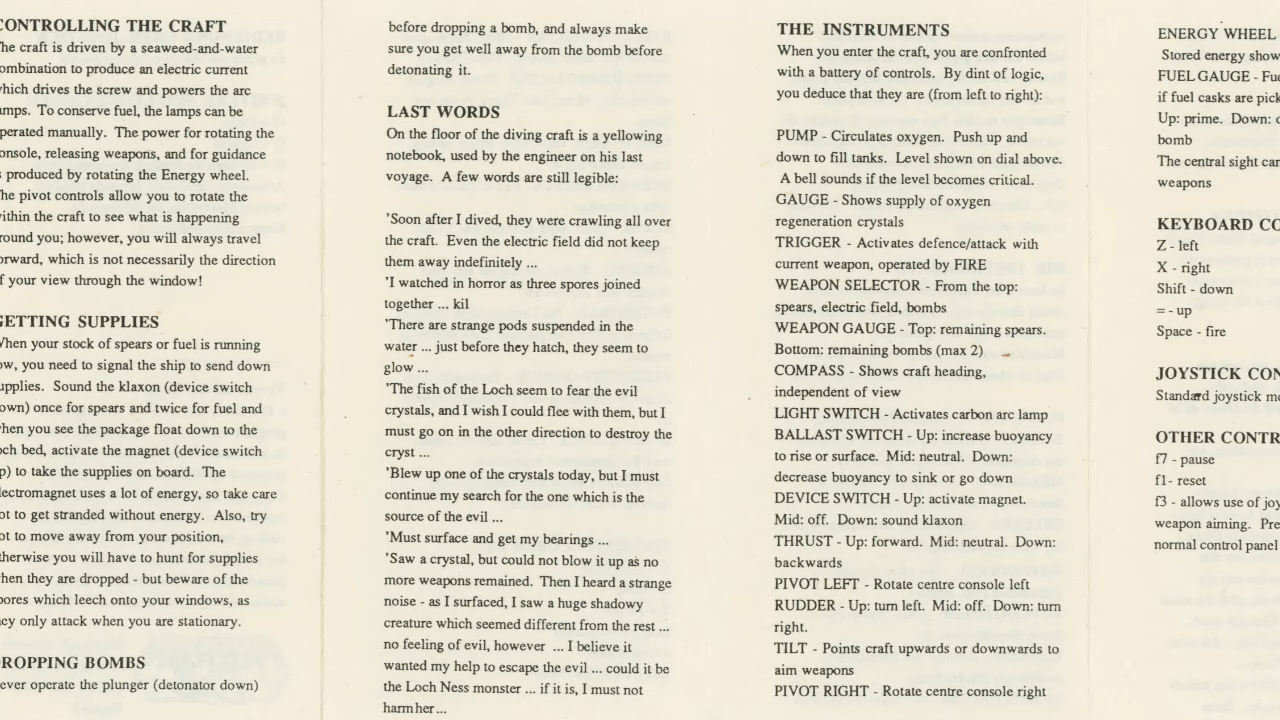 CONTROLLING THE CRAFT
The craft is driven by a seaweed-and-water
combination to produce an electric current
which drives the screw and powers the arc
lamps. To conserve fuel, the lamps can be
operated manually. The power for rotating the
console, releasing weapons, and for guidance
is produced by rotating the Energy wheel.
The pivot controls allow you to rotate the
within the craft to see what is happening
around you; however, you will always travel
forward, which is not necessarily the direction
of your view through the window!
GETTING SUPPLIES
When your stock of spears or fuel is running
low, you need to signal the ship to send down
supplies. Sound the klaxon (device switch
down) once for spears and twice for fuel and
when you see the package float down to the
loch bed, activate the magnet (device switch
up) to take the supplies on board. The
electromagnet uses a lot of energy, so take care
not to get stranded without energy. Also, try
not to move away from your position,
otherwise you will have to hunt for supplies
when they are dropped - but beware of the
spores which leech onto your windows, as
they only attack when you are stationary.
DROPPING BOMBS
Never operate the plunger (detonator down)
before dropping a bomb, and always make
sure you get well away from the bomb before
detonating it.
LAST WORDS
On the floor of the diving craft is a yellowing
notebook, used by the engineer on his last
voyage. A few words are still legible:
'Soon after I dived, they were crawling all over
the craft. Even the electric field did not keep
them away indefinitely ...
'I watched in horror as three spores joined
together ... kil
'There are strange pods suspended in the
water ... just before they hatch, they seem to
glow ...
'The fish of the Loch seem to fear the evil
crystals, and I wish I could flee with them, but I
must go on in the other direction to destroy the
cryst ...
'Blew up one of the crystals today, but I must
continue my search for the one which is the
source of the evil ...
'Must surface and get my bearings ...
'Saw a crystal, but could not blow it up as no
more weapons remained. Then I heard a strange
noise - as I surfaced, I saw a huge shadowy
creature which seemed different from the rest ...
no feeling of evil, however ... I believe it
wanted my help to escape the evil ... could it be
the Loch Ness monster ... if it is, I must not
harm her ...
THE INSTRUMENTS
When you enter the craft, you are confronted
with a battery of controls. By dint of logic,
you deduce that they are (from left to right):
PUMP - Circulates oxygen. Push up and
down to fill tanks. Level shown on dial above.
A bell sounds if the level becomes critical.
GAUGE - Shows supply of oxygen
regeneration crystals
TRIGGER - Activates defence/attack with
current weapon, operated by FIRE
WEAPON SELECTOR - From the top:
spears, electric field, bombs
WEAPON GAUGE - Top: remaining spears.
Bottom: remaining bombs (max 2)
COMPASS - Shows craft heading,
independent of view
LIGHT SWITCH - Activates carbon arc lamp
BALLAST SWITCH - Up: increase buoyancy
to rise or surface. Mid: neutral. Down:
decrease buoyancy to sink or go down
DEVICE SWITCH - Up: activate magnet.
Mid: off. Down: sound klaxon
THRUST - Up: forward. Mid: neutral. Down:
backwards
PIVOT LEFT - Rotate centre console left
RUDDER - Up: turn left. Mid: off. Down: turn
right.
TILT - Points craft upwards or downwards to
aim weapons
PIVOT RIGHT - Rotate centre console right
ENERGY WHEEL
Stored energy show
FUEL GAUGE - Fue
if fuel casks are pick
Up: prime. Down: d
bomb
The central sight can
weapons
KEYBOARD CO
Z - left
X - right
Shift - down
= - up
Space - fire
JOYSTICK CON
Standard joystick mo
OTHER CONTR
f7 - pause
f1- reset
f3 - allows use of joy
weapon aiming. Pre
normal control panel